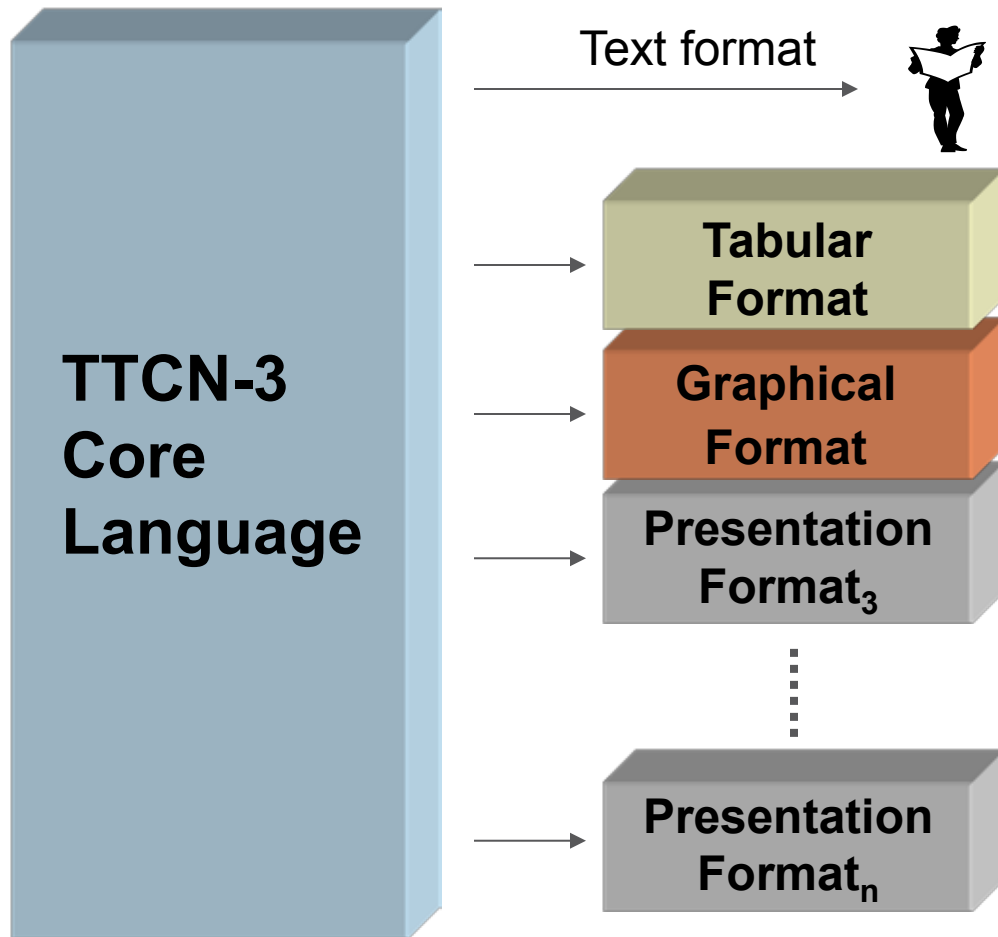 Text format
Tabular
Format
Graphical
Format
TTCN-3
Core
Language
Presentation
Format₃
Presentation
Formatₙ